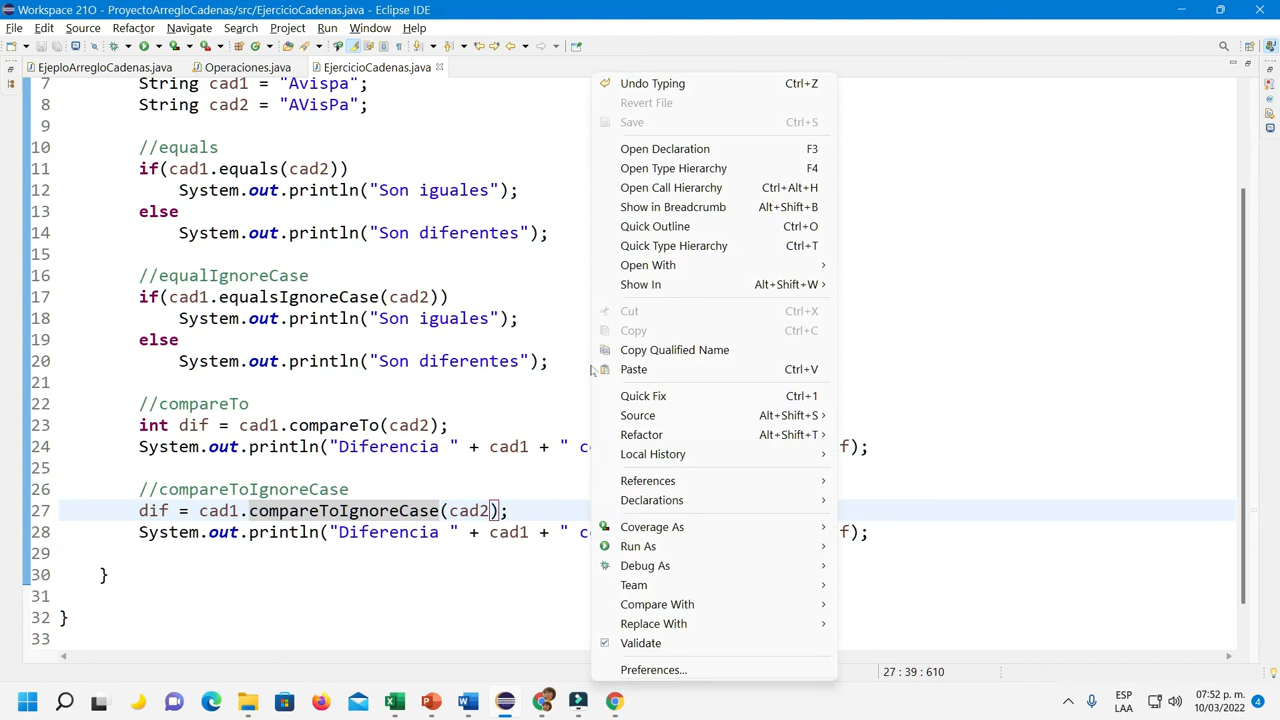 Workspace 21O - ProyectoArregloCadenas/src/EjercicioCadenas.java - Eclipse IDE
File Edit Source Refactor Navigate Search Project Run Window Help
EjeploArregloCadenas.java Operaciones.java EjercicioCadenas.java
7 String cad1 = "Avispa";
8 String cad2 = "AVisPa";
9
10 //equals
11 if(cad1.equals(cad2))
12 System.out.println("Son iguales");
13 else
14 System.out.println("Son diferentes");
15
16 //equalIgnoreCase
17 if(cad1.equalsIgnoreCase(cad2))
18 System.out.println("Son iguales");
19 else
20 System.out.println("Son diferentes");
21
22 //compareTo
23 int dif = cad1.compareTo(cad2);
24 System.out.println("Diferencia " + cad1 + " c f);
25
26 //compareToIgnoreCase
27 dif = cad1.compareToIgnoreCase(cad2);
28 System.out.println("Diferencia " + cad1 + " c f);
29
30 }
31
32 }
33
Undo Typing Ctrl+Z
Revert File
Save Ctrl+S
Open Declaration F3
Open Type Hierarchy F4
Open Call Hierarchy Ctrl+Alt+H
Show in Breadcrumb Alt+Shift+B
Quick Outline Ctrl+O
Quick Type Hierarchy Ctrl+T
Open With
Show In Alt+Shift+W
Cut Ctrl+X
Copy Ctrl+C
Copy Qualified Name
Paste Ctrl+V
Quick Fix Ctrl+1
Source Alt+Shift+S
Refactor Alt+Shift+T
Local History
References
Declarations
Coverage As
Run As
Debug As
Team
Compare With
Replace With
Validate
Preferences...
27 : 39 : 610
ESP
LAA
07:52 p. m.
10/03/2022
4